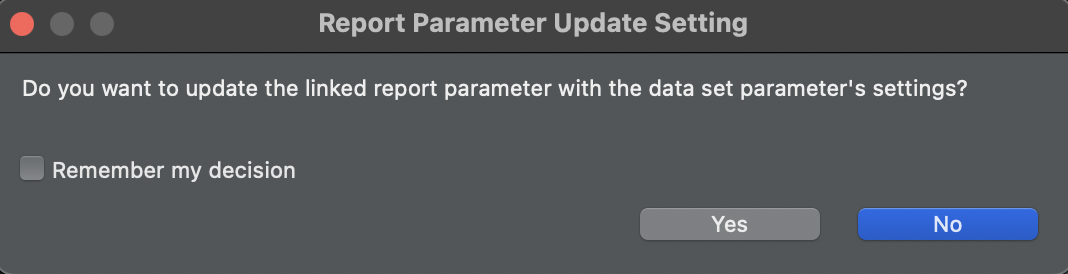 Report Parameter Update Setting
Do you want to update the linked report parameter with the data set parameter's settings?
Remember my decision
Yes
No